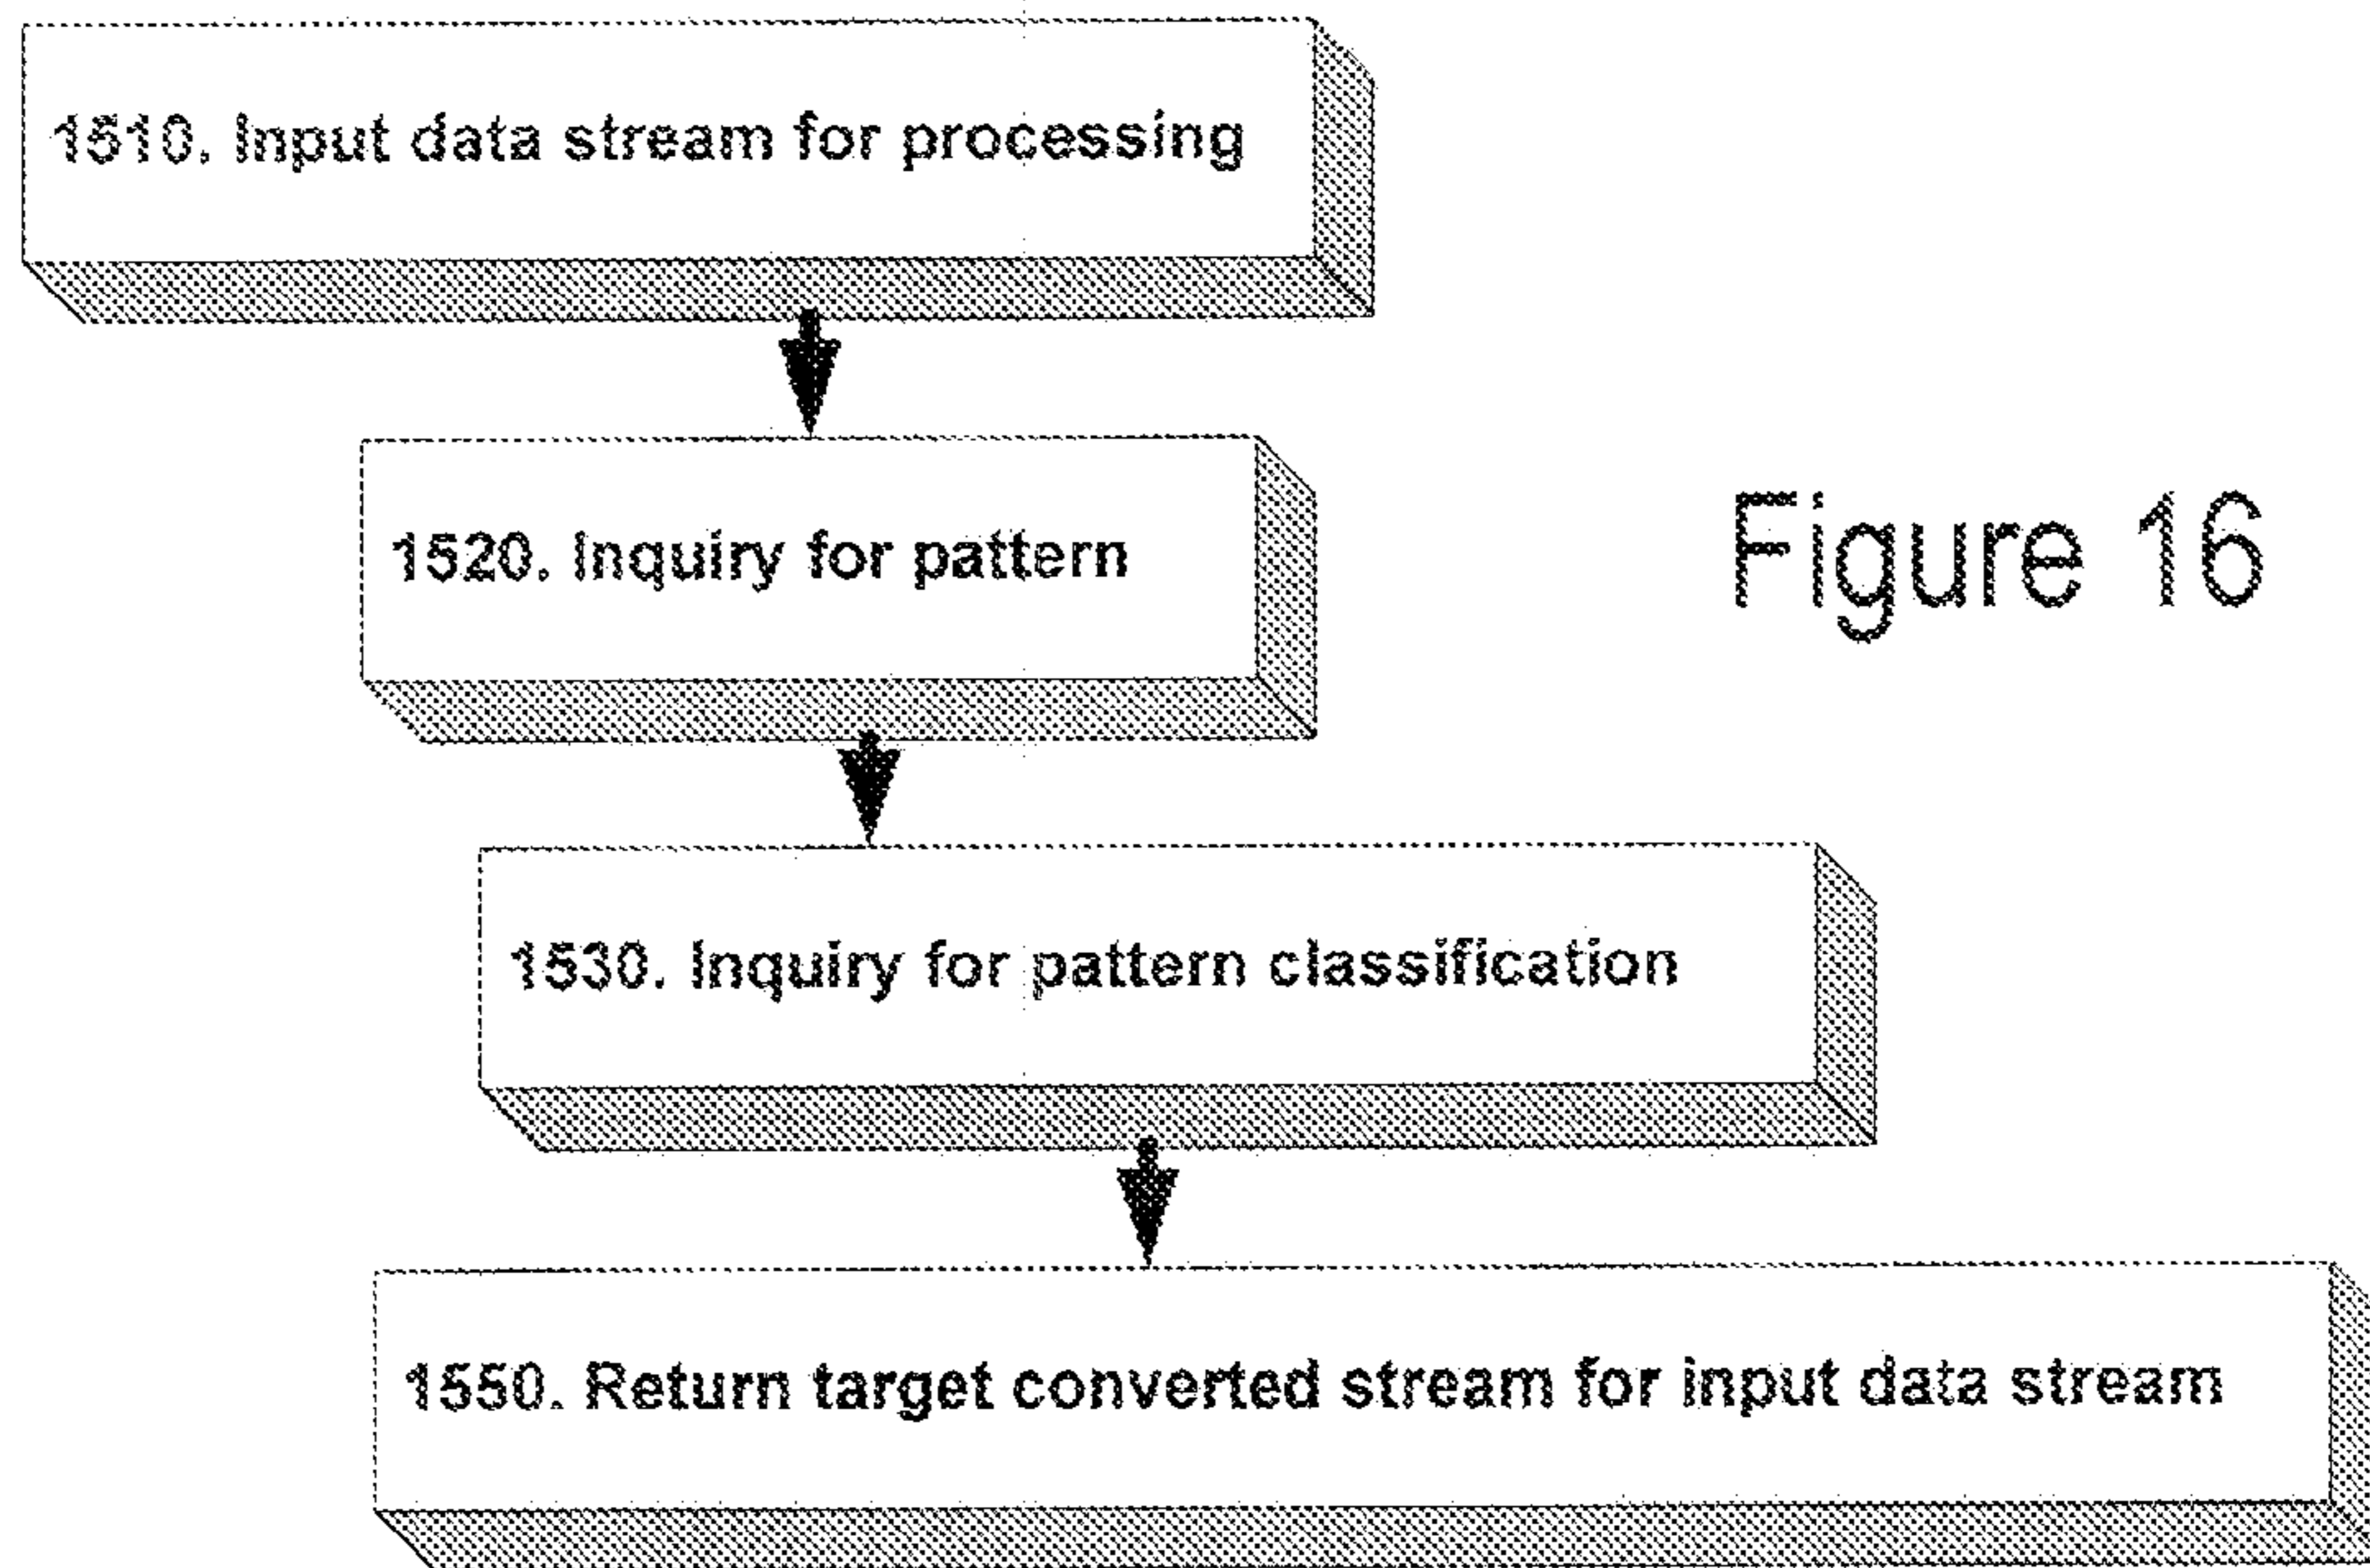 1510. Input data stream for processing
1520. Inquiry for pattern
Figure 16
1530. Inquiry for pattern classification
1550. Return target converted stream for input data stream